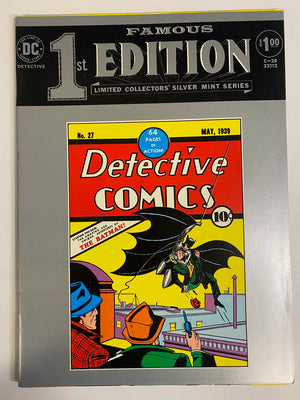 FAMOUS
1st EDITION
DC
DETECTIVE
$1.00
C-28
32112
LIMITED COLLECTORS' SILVER MINT SERIES
No. 27
64
PAGES
OF
ACTION!
MAY, 1939
Detective
COMICS
10¢
THE BATMAN!